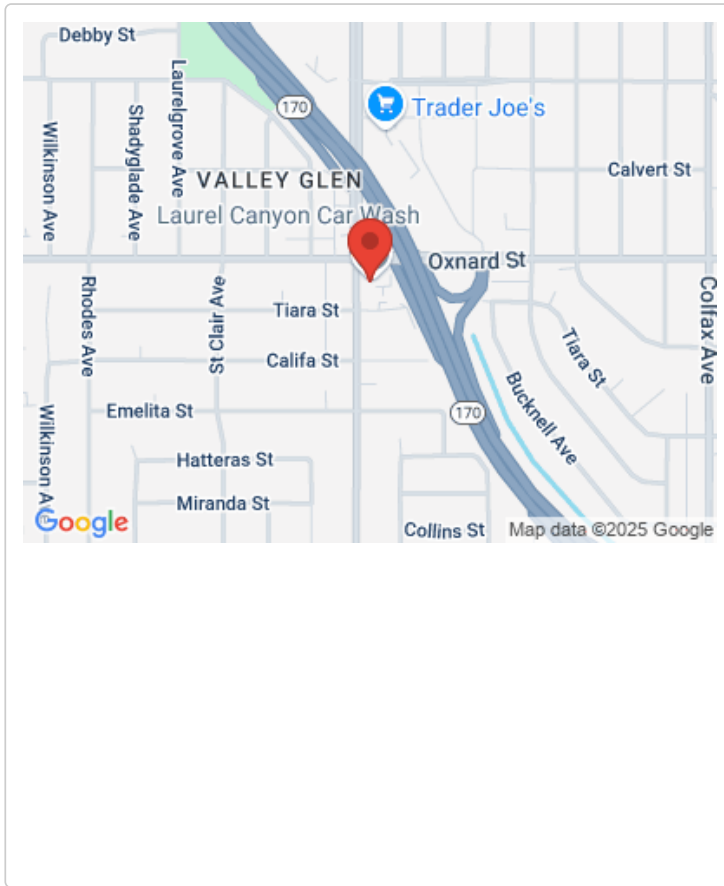 Debby St
Laurelgrove Ave
170
Trader Joe's
Wilkinson Ave
Shadyglade Ave
Calvert St
VALLEY GLEN
Laurel Canyon Car Wash
Oxnard St
Rhodes Ave
St Clair Ave
Tiara St
Colfax Ave
Tiara St
Califa St
Bucknell Ave
Wilkinson Ave
Emelita St
170
Hatteras St
Miranda St
Google
Collins St
Map data ©2025 Google